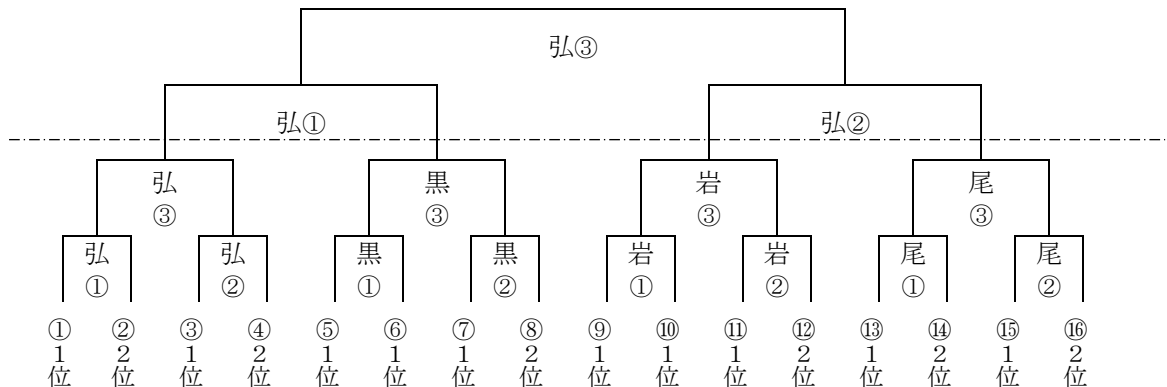 弘③
弘① 弘②
弘③ 黒③ 岩③ 尾③
弘① 弘② 黒① 黒② 岩① 岩② 尾① 尾②
① ② ③ ④ ⑤ ⑥ ⑦ ⑧ ⑨ ⑩ ⑪ ⑫ ⑬ ⑭ ⑮ ⑯
1位 2位 1位 2位 1位 1位 1位 2位 1位 1位 1位 2位 1位 2位 1位 2位